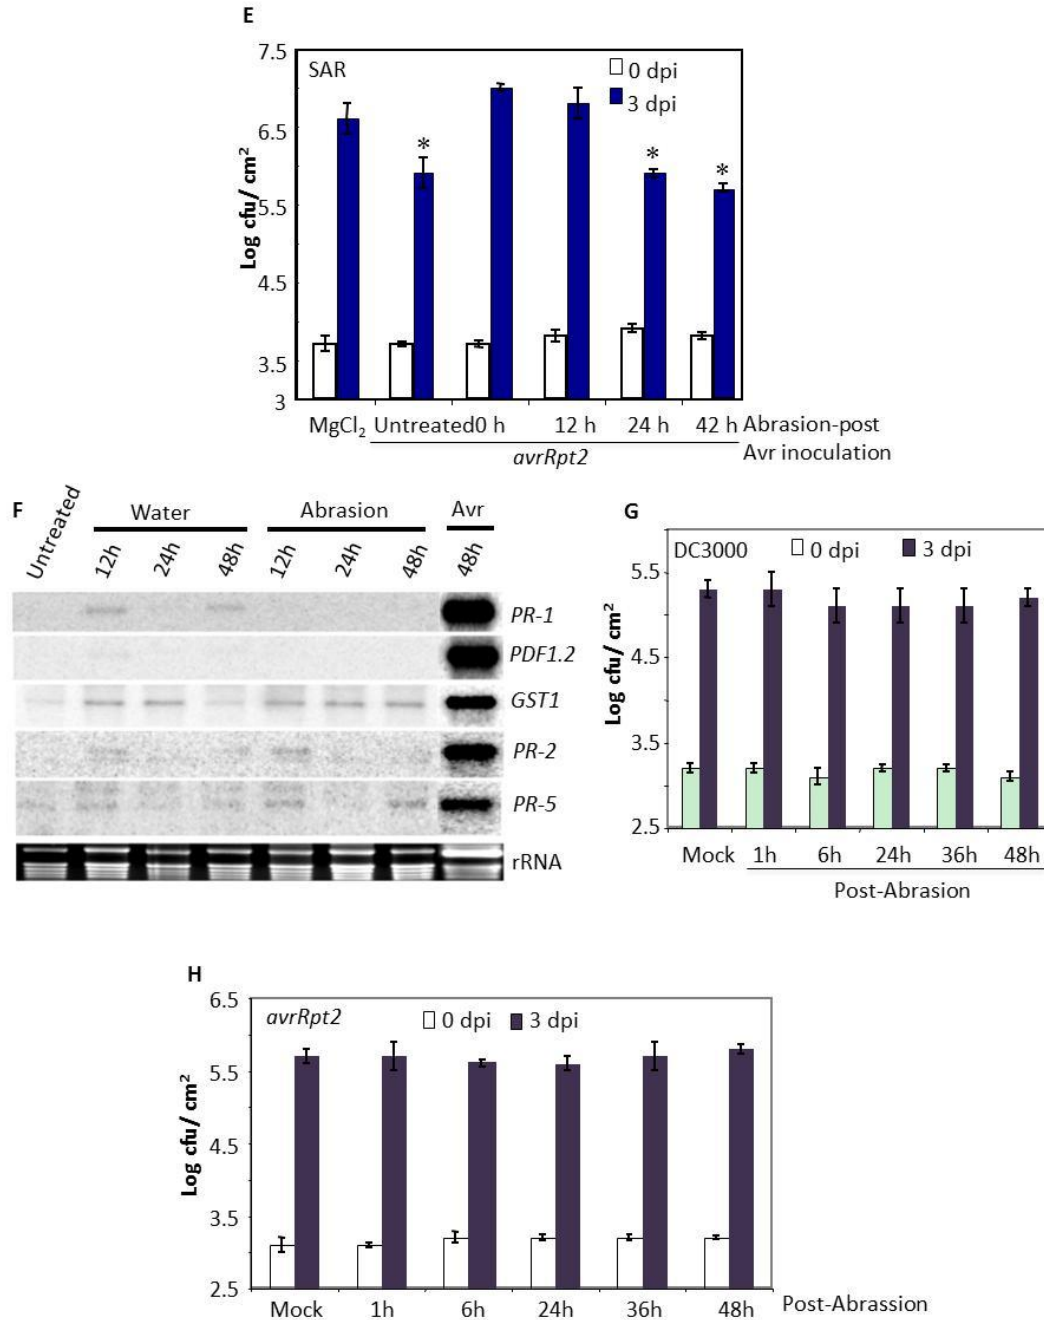 E
7.5
SAR
0 dpi
3 dpi
6.5
5.5
4.5
3.5
3
Log cfu/ cm²
*
*
*
MgCl₂ Untreated 0 h 12 h 24 h 42 h Abrasion-post
avrRpt2 Avr inoculation
F
Untreated Water Abrasion Avr
12h 24h 48h 12h 24h 48h 48h
PR-1
PDF1.2
GST1
PR-2
PR-5
rRNA
G
DC3000 0 dpi 3 dpi
5.5
4.5
3.5
2.5
Log cfu/ cm²
Mock 1h 6h 24h 36h 48h
Post-Abrasion
H
6.5
avrRpt2 0 dpi 3 dpi
5.5
4.5
3.5
2.5
Log cfu/ cm²
Mock 1h 6h 24h 36h 48h Post-Abrassion